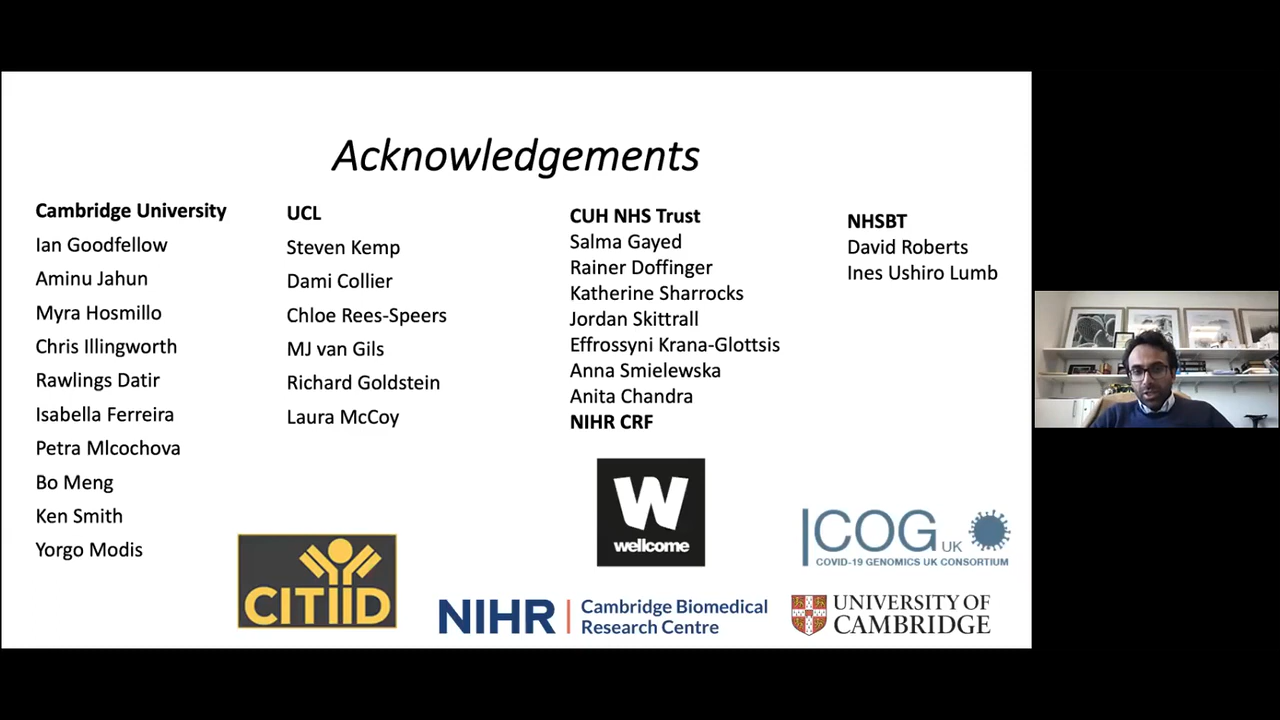 Acknowledgements
Cambridge University
Ian Goodfellow
Aminu Jahun
Myra Hosmillo
Chris Illingworth
Rawlings Datir
Isabella Ferreira
Petra Mlcochova
Bo Meng
Ken Smith
Yorgo Modis
UCL
Steven Kemp
Dami Collier
Chloe Rees-Speers
MJ van Gils
Richard Goldstein
Laura McCoy
CUH NHS Trust
Salma Gayed
Rainer Doffinger
Katherine Sharrocks
Jordan Skittrall
Effrossyni Krana-Glottsis
Anna Smielewska
Anita Chandra
NIHR CRF
NHSBT
David Roberts
Ines Ushiro Lumb
CITIID
W
wellcome
COG UK
COVID-19 GENOMICS UK CONSORTIUM
NIHR | Cambridge Biomedical
Research Centre
UNIVERSITY OF
CAMBRIDGE